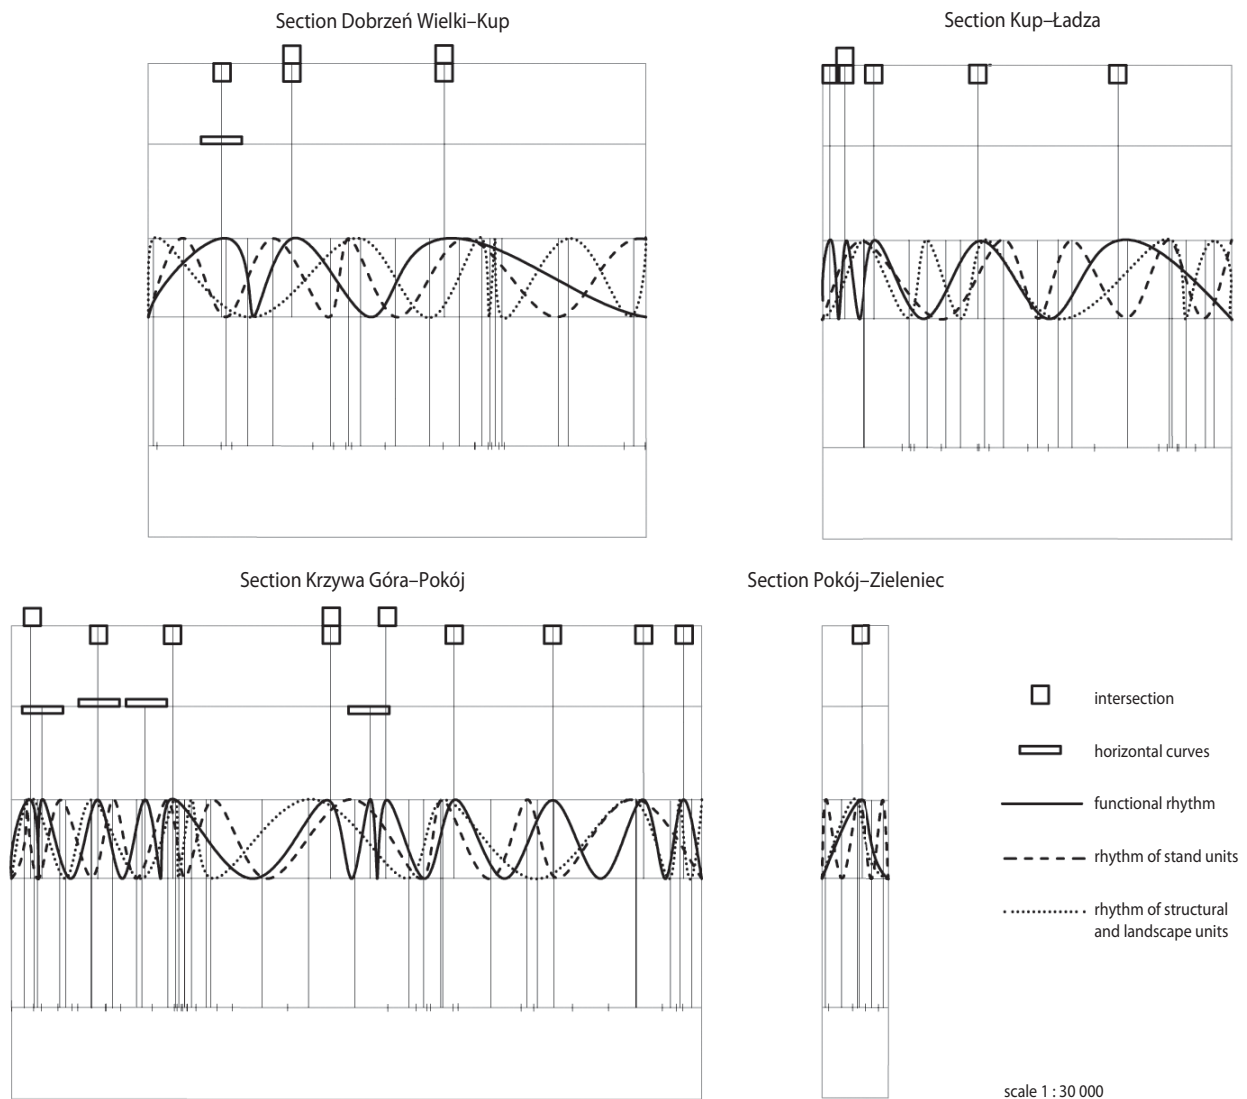 Section Dobrzeń Wielki–Kup
Section Kup–Ładza
Section Krzywa Góra–Pokój
Section Pokój–Zieleniec
intersection
horizontal curves
functional rhythm
rhythm of stand units
rhythm of structural
and landscape units
scale 1 : 30 000